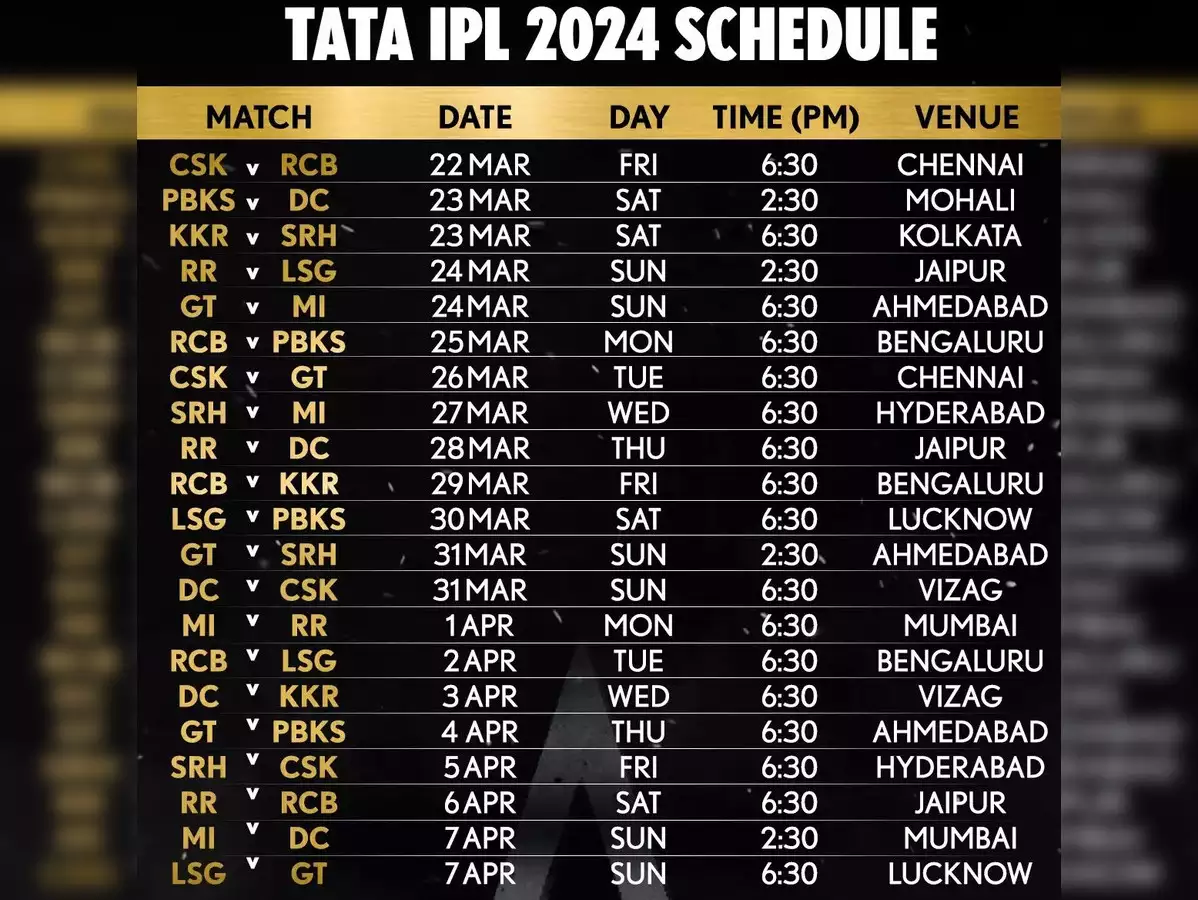 TATA IPL 2024 SCHEDULE
MATCH DATE DAY TIME (PM) VENUE
CSK v RCB 22 MAR FRI 6:30 CHENNAI
PBKS v DC 23 MAR SAT 2:30 MOHALI
KKR v SRH 23 MAR SAT 6:30 KOLKATA
RR v LSG 24 MAR SUN 2:30 JAIPUR
GT v MI 24 MAR SUN 6:30 AHMEDABAD
RCB v PBKS 25 MAR MON 6:30 BENGALURU
CSK v GT 26 MAR TUE 6:30 CHENNAI
SRH v MI 27 MAR WED 6:30 HYDERABAD
RR v DC 28 MAR THU 6:30 JAIPUR
RCB v KKR 29 MAR FRI 6:30 BENGALURU
LSG v PBKS 30 MAR SAT 6:30 LUCKNOW
GT v SRH 31 MAR SUN 2:30 AHMEDABAD
DC v CSK 31 MAR SUN 6:30 VIZAG
MI v RR 1 APR MON 6:30 MUMBAI
RCB v LSG 2 APR TUE 6:30 BENGALURU
DC v KKR 3 APR WED 6:30 VIZAG
GT v PBKS 4 APR THU 6:30 AHMEDABAD
SRH v CSK 5 APR FRI 6:30 HYDERABAD
RR v RCB 6 APR SAT 6:30 JAIPUR
MI v DC 7 APR SUN 2:30 MUMBAI
LSG v GT 7 APR SUN 6:30 LUCKNOW